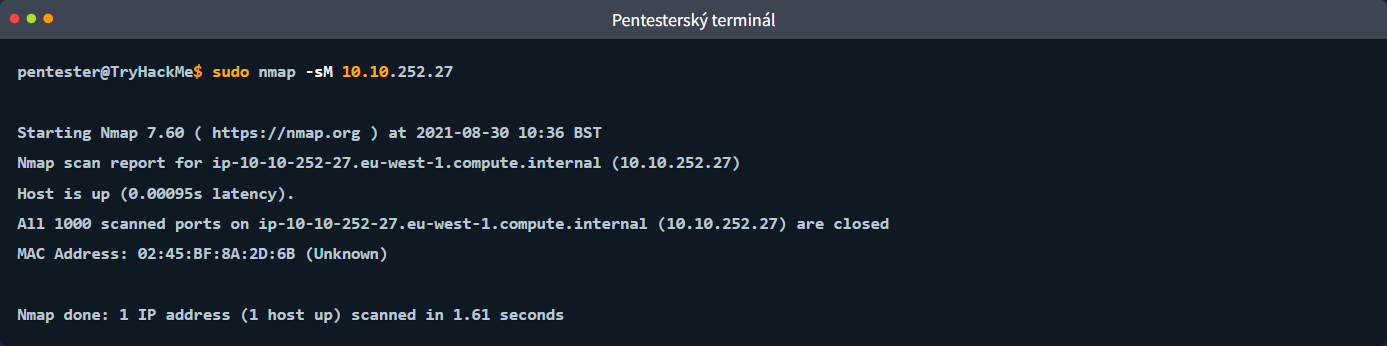 Pentesterský terminál
pentester@TryHackMe$ sudo nmap -sM 10.10.252.27
Starting Nmap 7.60 ( https://nmap.org ) at 2021-08-30 10:36 BST
Nmap scan report for ip-10-10-252-27.eu-west-1.compute.internal (10.10.252.27)
Host is up (0.00095s latency).
All 1000 scanned ports on ip-10-10-252-27.eu-west-1.compute.internal (10.10.252.27) are closed
MAC Address: 02:45:BF:8A:2D:6B (Unknown)
Nmap done: 1 IP address (1 host up) scanned in 1.61 seconds